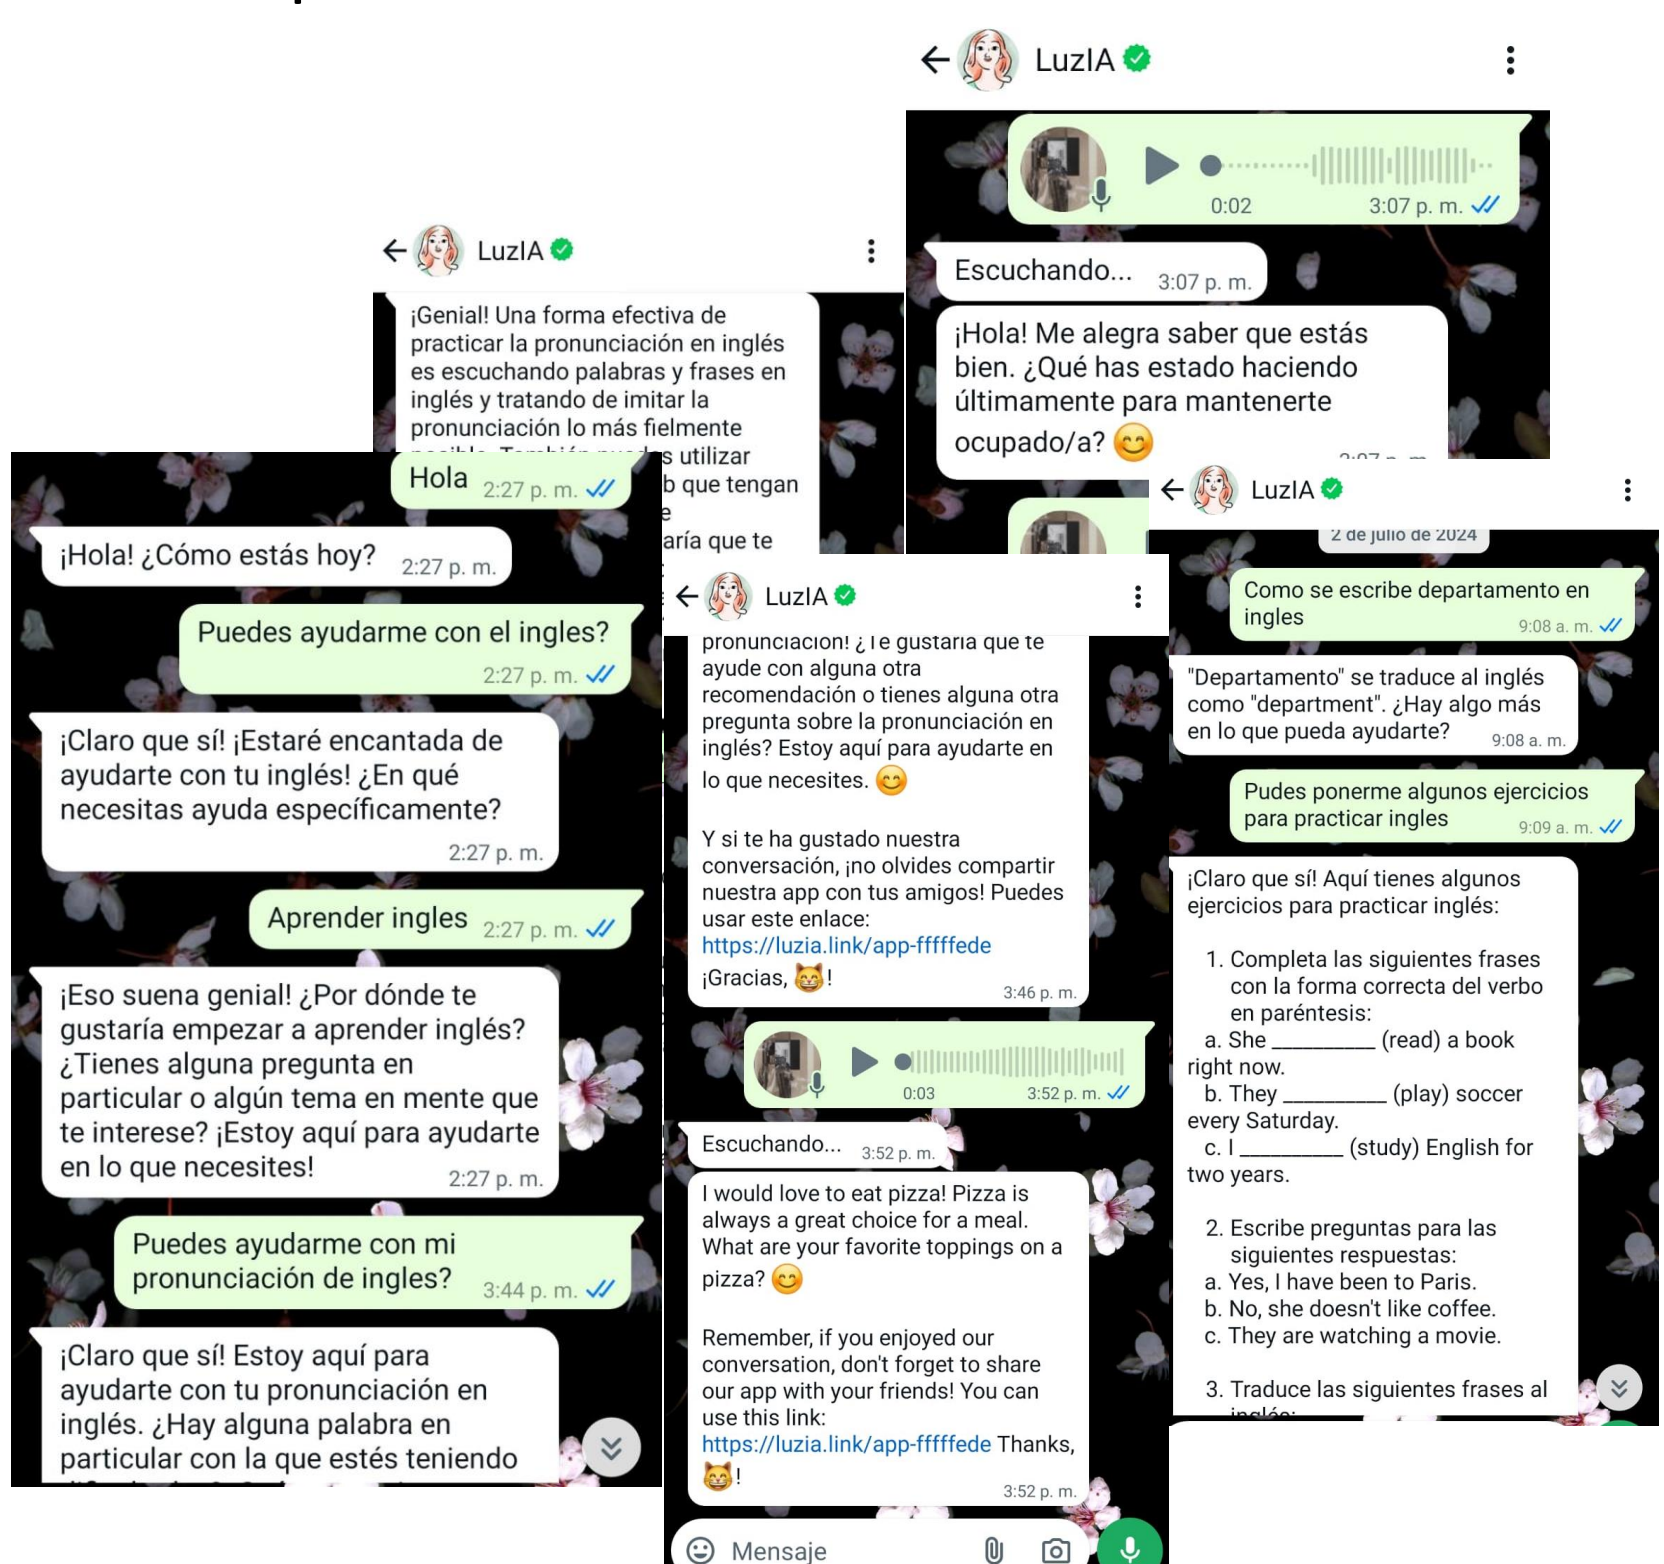 LuzIA
0:02 3:07 p. m.
Escuchando... 3:07 p. m.
¡Hola! Me alegra saber que estás
bien. ¿Qué has estado haciendo
últimamente para mantenerte
ocupado/a? 😊
LuzIA
¡Genial! Una forma efectiva de
practicar la pronunciación en inglés
es escuchando palabras y frases en
inglés y tratando de imitar la
pronunciación lo más fielmente
s utilizar
b que tengan
e
aría que te
Hola 2:27 p. m.
¡Hola! ¿Cómo estás hoy? 2:27 p. m.
Puedes ayudarme con el ingles?
2:27 p. m.
¡Claro que sí! ¡Estaré encantada de
ayudarte con tu inglés! ¿En qué
necesitas ayuda específicamente?
2:27 p. m.
Aprender ingles 2:27 p. m.
¡Eso suena genial! ¿Por dónde te
gustaría empezar a aprender inglés?
¿Tienes alguna pregunta en
particular o algún tema en mente que
te interese? ¡Estoy aquí para ayudarte
en lo que necesites!
2:27 p. m.
Puedes ayudarme con mi
pronunciación de ingles? 3:44 p. m.
¡Claro que sí! Estoy aquí para
ayudarte con tu pronunciación en
inglés. ¿Hay alguna palabra en
particular con la que estés teniendo
LuzIA
pronunciación! ¿Te gustaría que te
ayude con alguna otra
recomendación o tienes alguna otra
pregunta sobre la pronunciación en
inglés? Estoy aquí para ayudarte en
lo que necesites. 😊
Y si te ha gustado nuestra
conversación, ¡no olvides compartir
nuestra app con tus amigos! Puedes
usar este enlace:
https://luzia.link/app-fffffede
¡Gracias, 😸!
3:46 p. m.
0:03 3:52 p. m.
Escuchando... 3:52 p. m.
I would love to eat pizza! Pizza is
always a great choice for a meal.
What are your favorite toppings on a
pizza? 😊
Remember, if you enjoyed our
conversation, don't forget to share
our app with your friends! You can
use this link:
https://luzia.link/app-fffffede Thanks,
😸!
3:52 p. m.
Mensaje
LuzIA
2 de julio de 2024
Como se escribe departamento en
ingles 9:08 a. m.
"Departamento" se traduce al inglés
como "department". ¿Hay algo más
en lo que pueda ayudarte? 9:08 a. m.
Pudes ponerme algunos ejercicios
para practicar ingles 9:09 a. m.
¡Claro que sí! Aquí tienes algunos
ejercicios para practicar inglés:
1. Completa las siguientes frases
con la forma correcta del verbo
en paréntesis:
a. She _________ (read) a book
right now.
b. They _________ (play) soccer
every Saturday.
c. I _________ (study) English for
two years.
2. Escribe preguntas para las
siguientes respuestas:
a. Yes, I have been to Paris.
b. No, she doesn't like coffee.
c. They are watching a movie.
3. Traduce las siguientes frases al